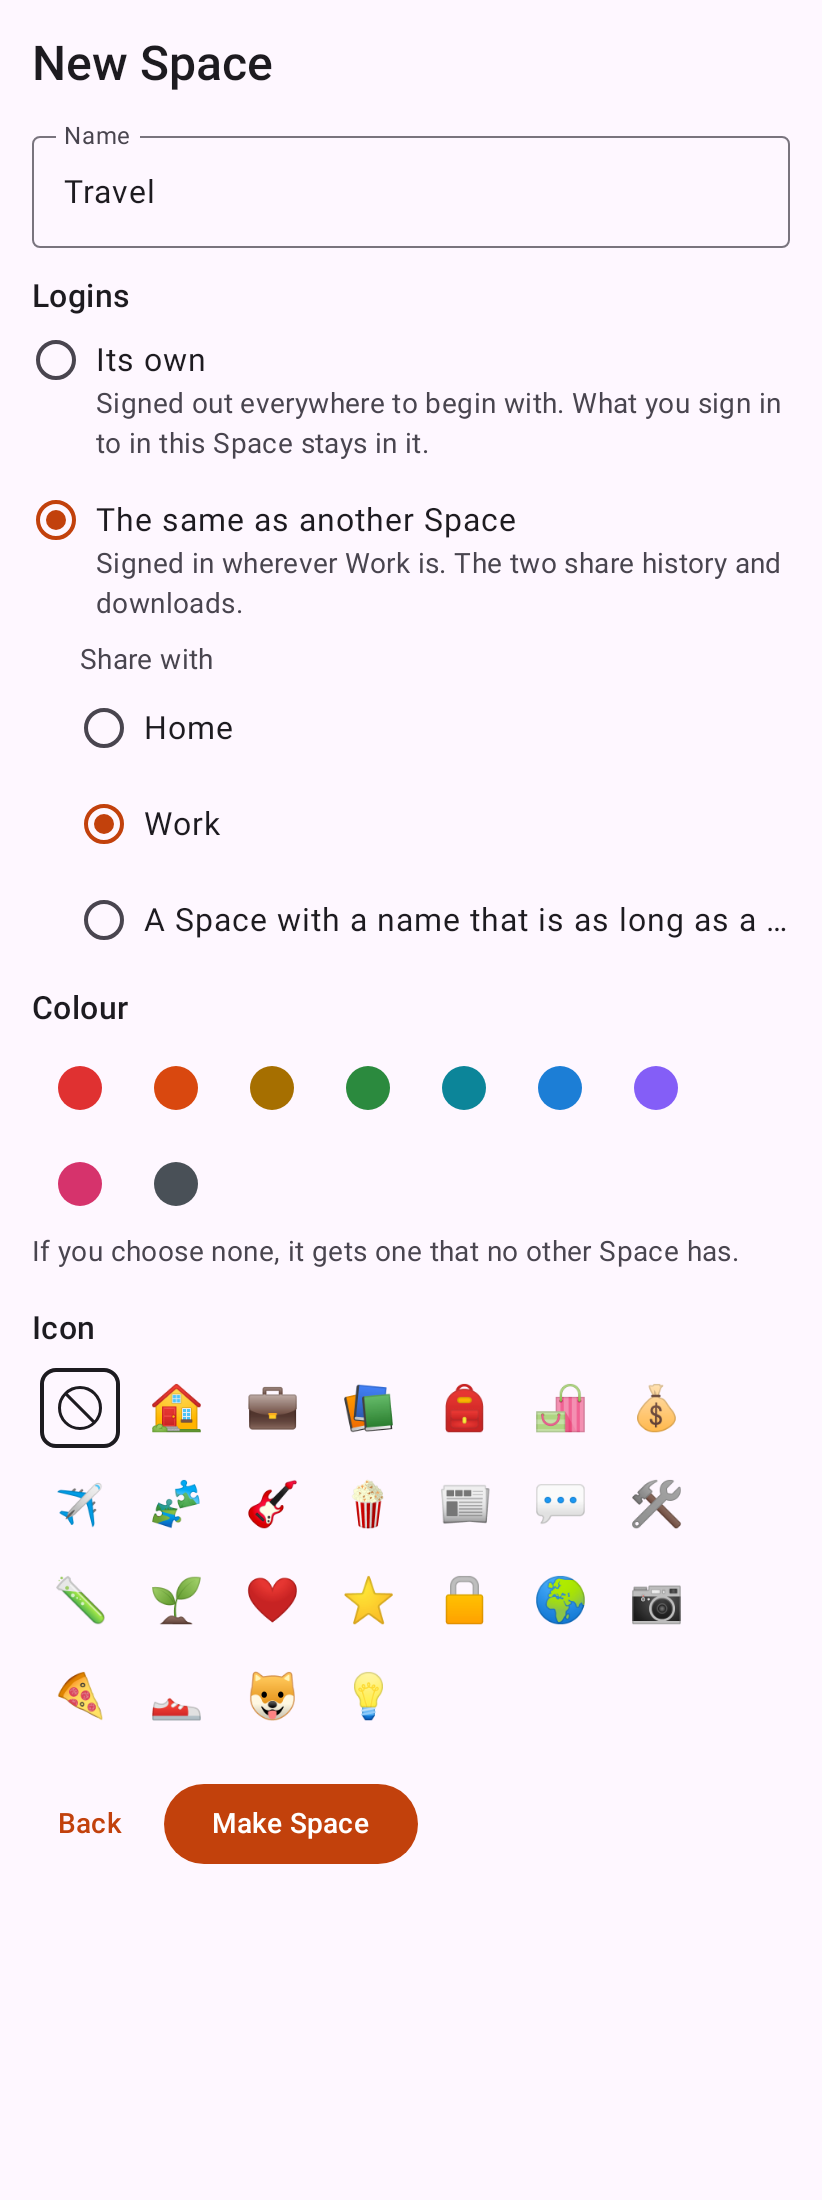 New Space
Name
Travel
Logins
Its own
Signed out everywhere to begin with. What you sign in
to in this Space stays in it.
The same as another Space
Signed in wherever Work is. The two share history and
downloads.
Share with
Home
Work
A Space with a name that is as long as a …
Colour
If you choose none, it gets one that no other Space has.
Icon
Back
Make Space